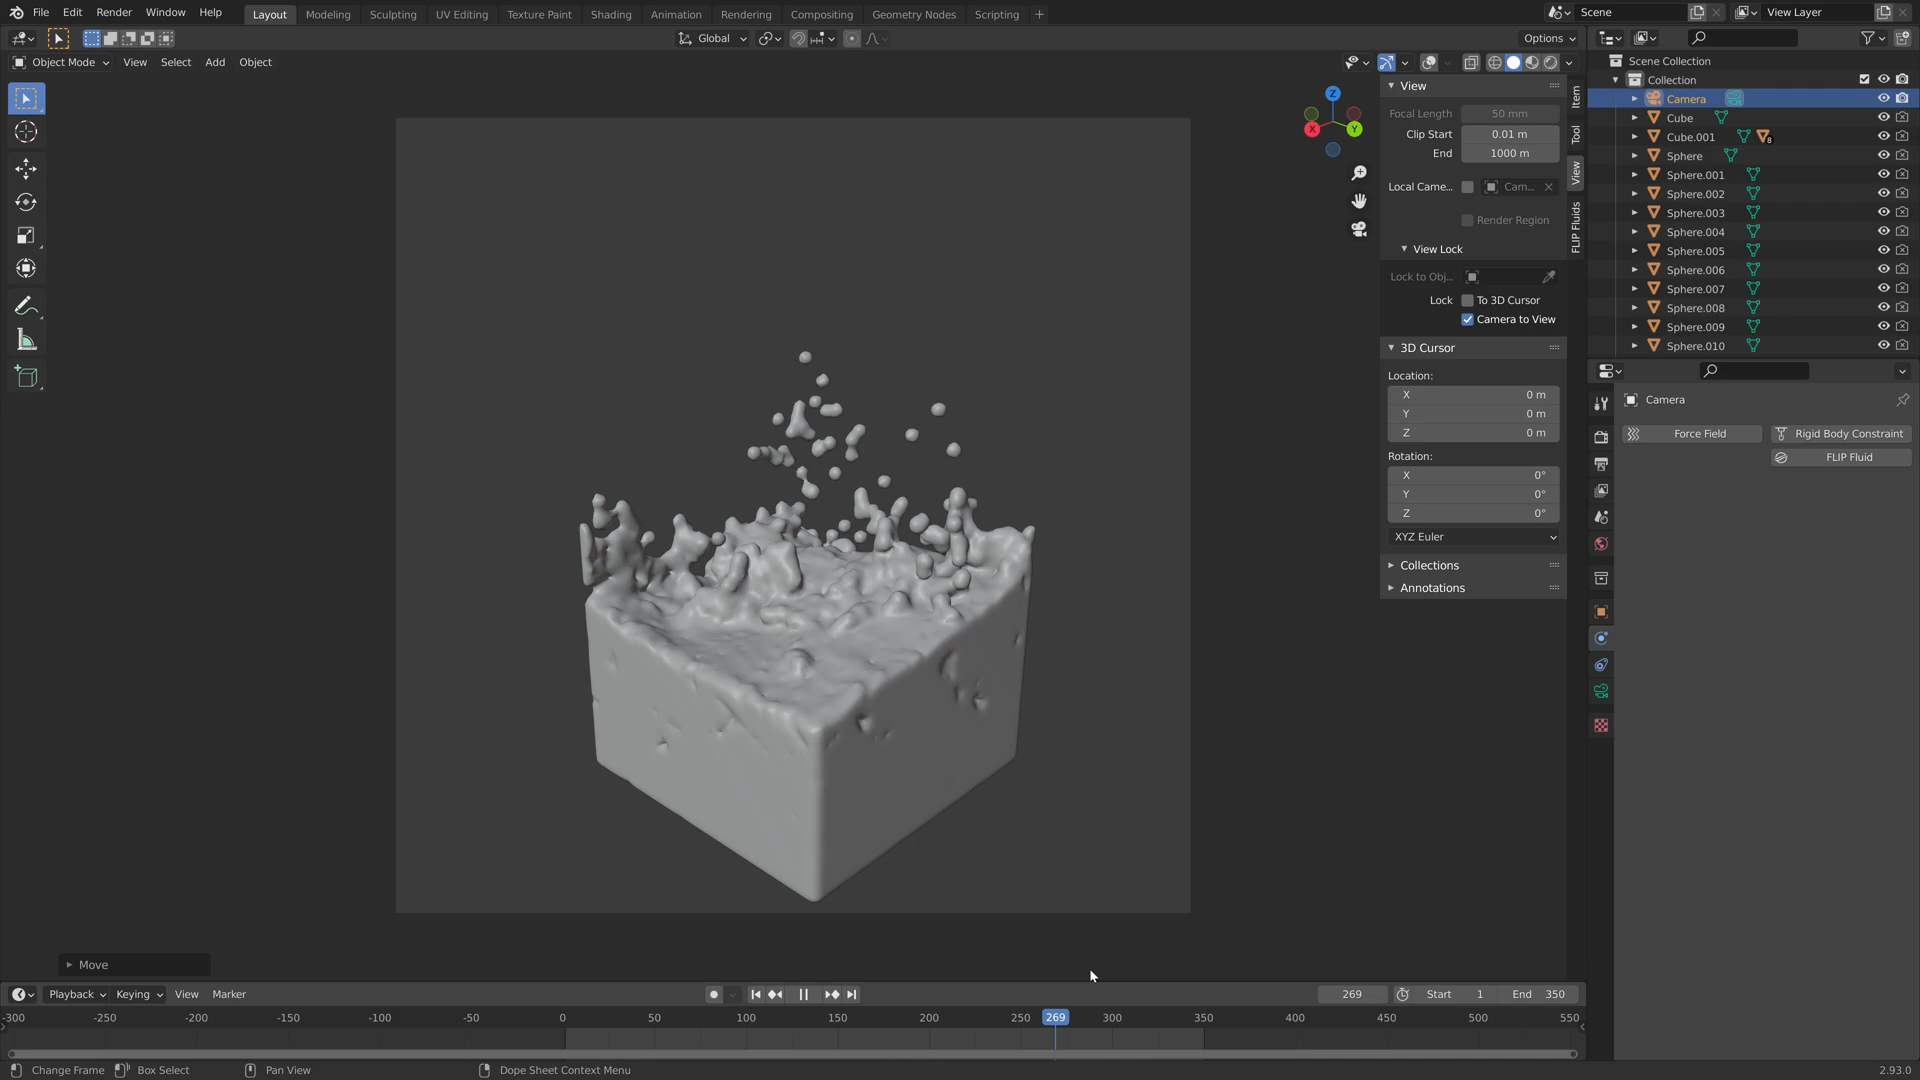 File Edit Render Window Help Layout Modeling Sculpting UV Editing Texture Paint Shading Animation Rendering Compositing Geometry Nodes Scripting + Scene View Layer
Global Options
Object Mode View Select Add Object
View
Focal Length 50 mm
Clip Start 0.01 m
End 1000 m
Local Came... Cam...
Render Region
View Lock
Lock to Obj...
Lock To 3D Cursor
Camera to View
3D Cursor
Location:
X 0 m
Y 0 m
Z 0 m
Rotation:
X 0°
Y 0°
Z 0°
XYZ Euler
Collections
Annotations
Item
Tool
View
FLIP Fluids
Z
X
Y
Scene Collection
Collection
Camera
Cube
Cube.001 8
Sphere
Sphere.001
Sphere.002
Sphere.003
Sphere.004
Sphere.005
Sphere.006
Sphere.007
Sphere.008
Sphere.009
Sphere.010
Camera
Force Field Rigid Body Constraint
FLIP Fluid
Move
Playback Keying View Marker 269 Start 1 End 350
-300 -250 -200 -150 -100 -50 0 50 100 150 200 250 269 300 350 400 450 500 550
Change Frame Box Select Pan View Dope Sheet Context Menu 2.93.0